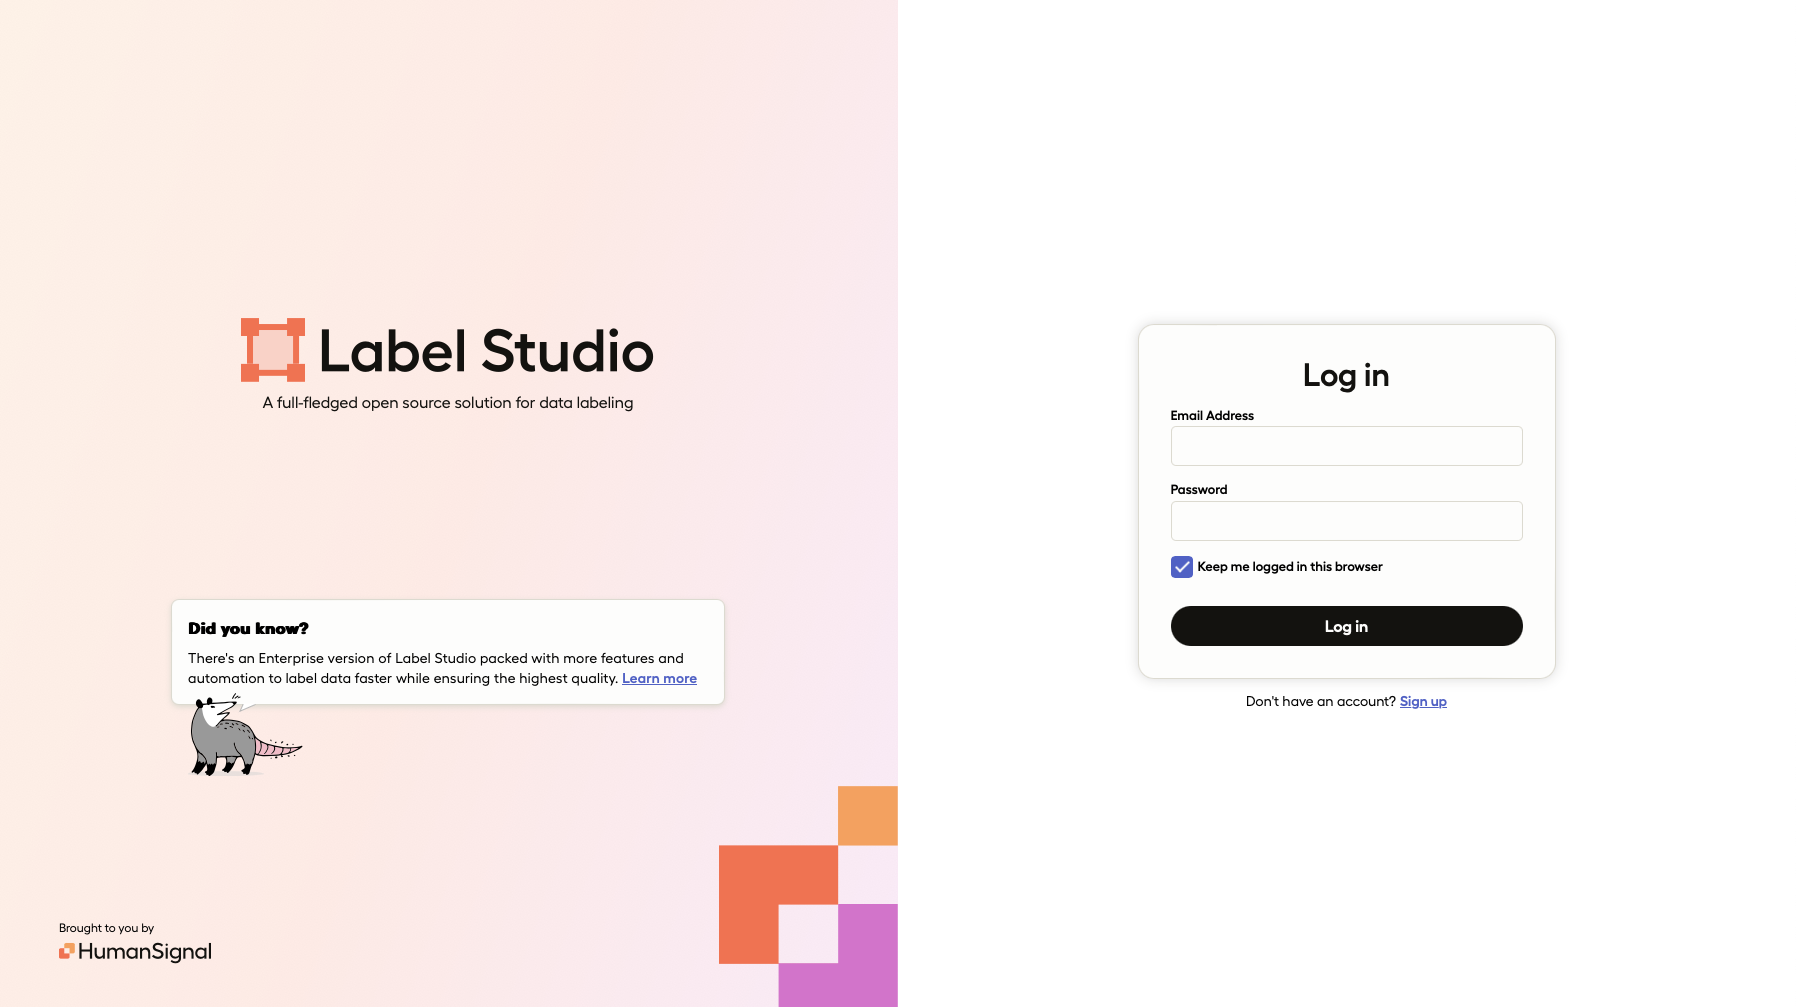 Label Studio
A full-fledged open source solution for data labeling
Did you know?
There's an Enterprise version of Label Studio packed with more features and
automation to label data faster while ensuring the highest quality. Learn more
Brought to you by
HumanSignal
Log in
Email Address
Password
Keep me logged in this browser
Log in
Don't have an account? Sign up